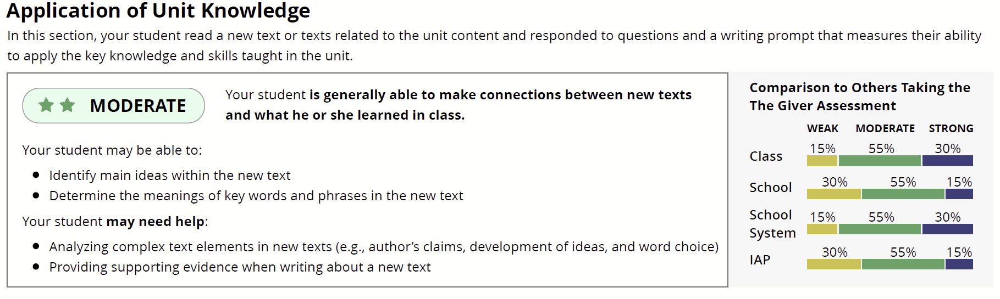 Application of Unit Knowledge
In this section, your student read a new text or texts related to the unit content and responded to questions and a writing prompt that measures their ability
to apply the key knowledge and skills taught in the unit.
MODERATE
Your student is generally able to make connections between new texts
and what he or she learned in class.
Your student may be able to:
• Identify main ideas within the new text
• Determine the meanings of key words and phrases in the new text
Your student may need help:
• Analyzing complex text elements in new texts (e.g., author’s claims, development of ideas, and word choice)
• Providing supporting evidence when writing about a new text
Comparison to Others Taking the
The Giver Assessment
WEAK MODERATE STRONG
15% 55% 30%
Class
30% 55% 15%
School
15% 55% 30%
School
System
30% 55% 15%
IAP